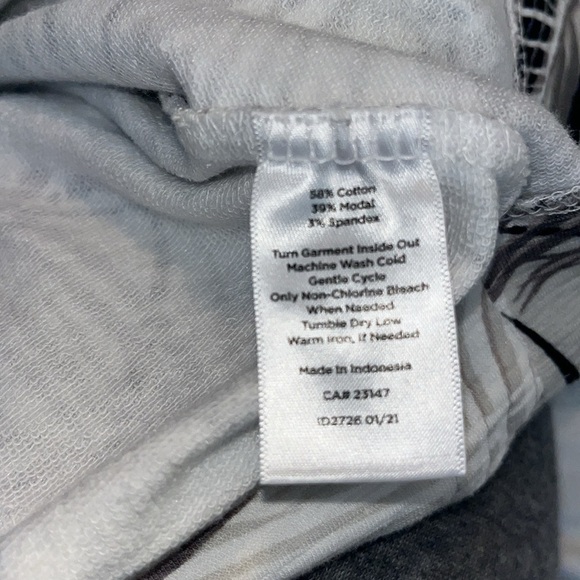 58% Cotton
39% Modal
3% Spandex
Turn Garment Inside Out
Machine Wash Cold
Gentle Cycle
Only Non-Chlorine Bleach
When Needed
Tumble Dry Low
Warm Iron, If Needed
Made In Indonesia
CA# 23147
ID2726 01/21